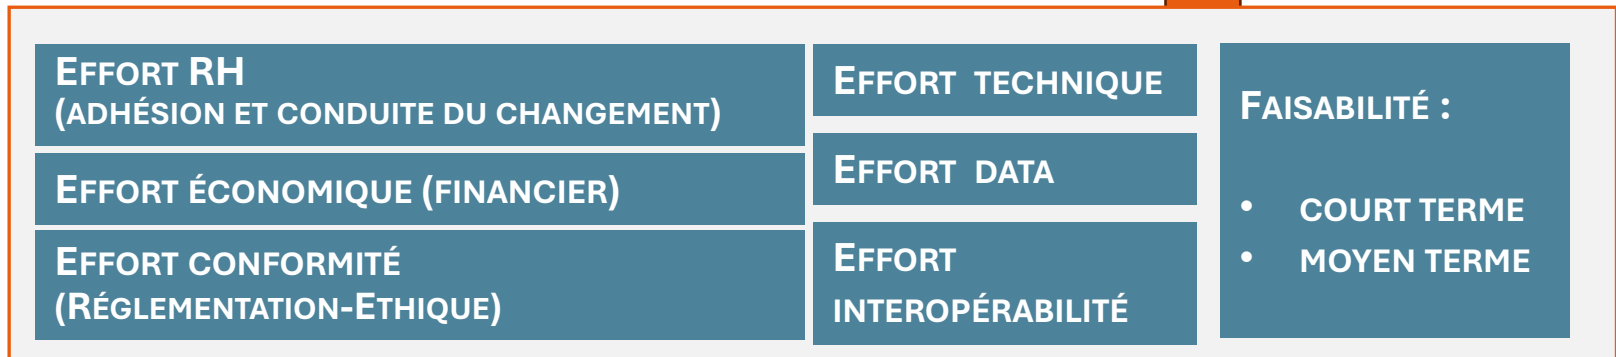 EFFORT RH
(ADHÉSION ET CONDUITE DU CHANGEMENT)
EFFORT ÉCONOMIQUE (FINANCIER)
EFFORT CONFORMITÉ
(RÉGLEMENTATION-ETHIQUE)
EFFORT TECHNIQUE
EFFORT DATA
EFFORT
INTEROPÉRABILITÉ
FAISABILITÉ :
• COURT TERME
• MOYEN TERME